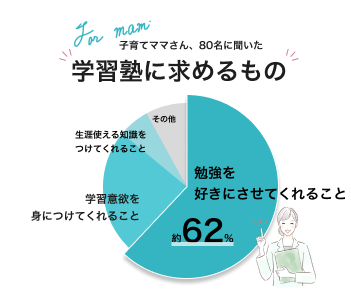 For mam
子育てママさん、80名に聞いた
学習塾に求めるもの
その他
生涯使える知識を
つけてくれること
学習意欲を
身につけてくれること
勉強を
好きにさせてくれること
約62%